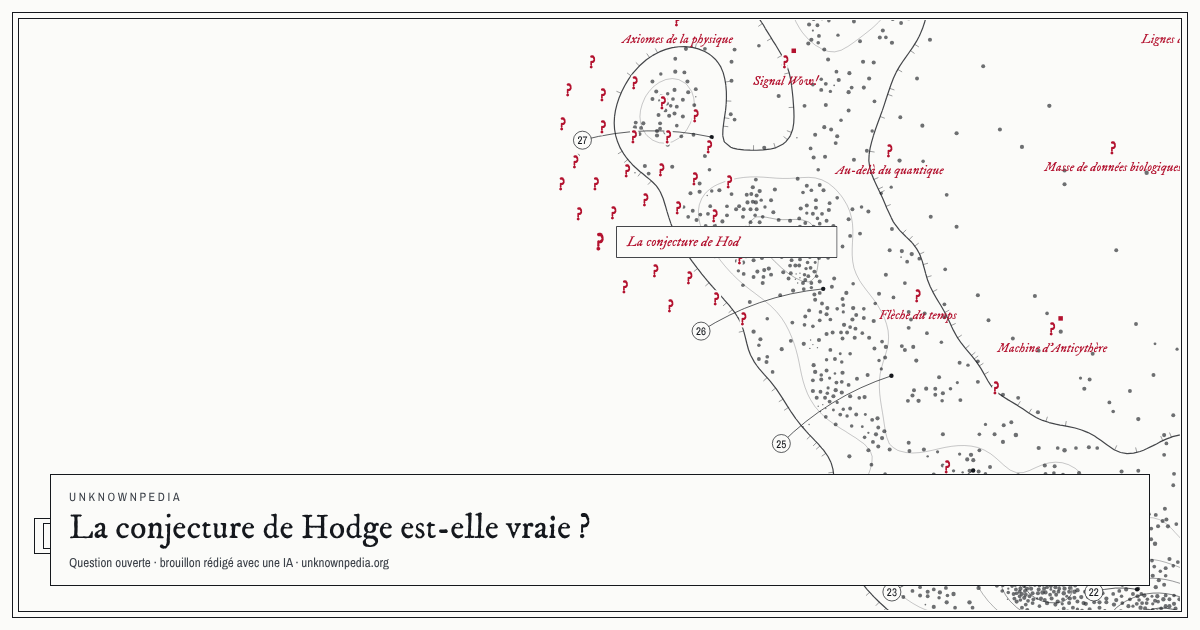 Axiomes de la physique
Lignes
Signal Wow!
27
Au-delà du quantique
Masse de données biologiques
La conjecture de Hod
26
Flèche du temps
Machine d'Anticythère
25
UNKNOWNPEDIA
La conjecture de Hodge est-elle vraie ?
Question ouverte · brouillon rédigé avec une IA · unknownpedia.org
23
22